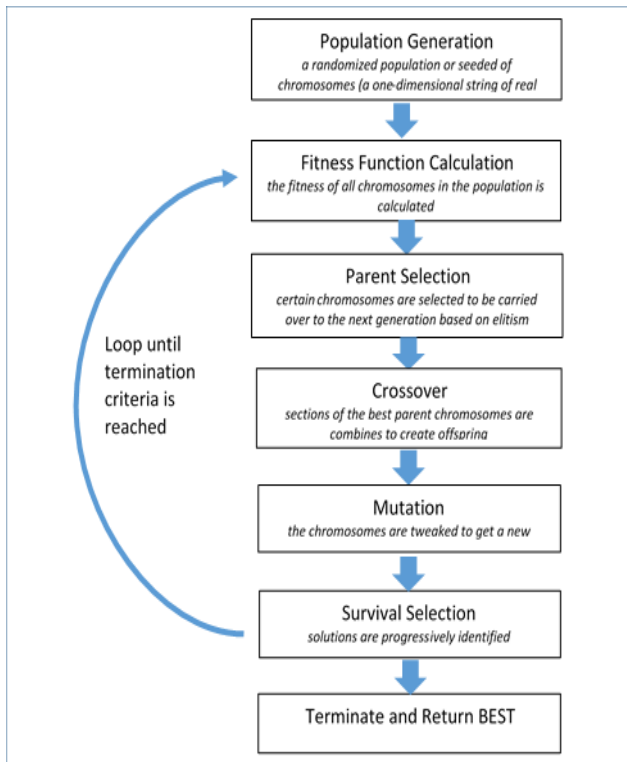 Population Generation
a randomized population or seeded of
chromosomes (a one-dimensional string of real
Fitness Function Calculation
the fitness of all chromosomes in the population is
calculated
Parent Selection
certain chromosomes are selected to be carried
over to the next generation based on elitism
Loop until
termination
criteria is
reached
Crossover
sections of the best parent chromosomes are
combines to create offspring
Mutation
the chromosomes are tweaked to get a new
Survival Selection
solutions are progressively identified
Terminate and Return BEST